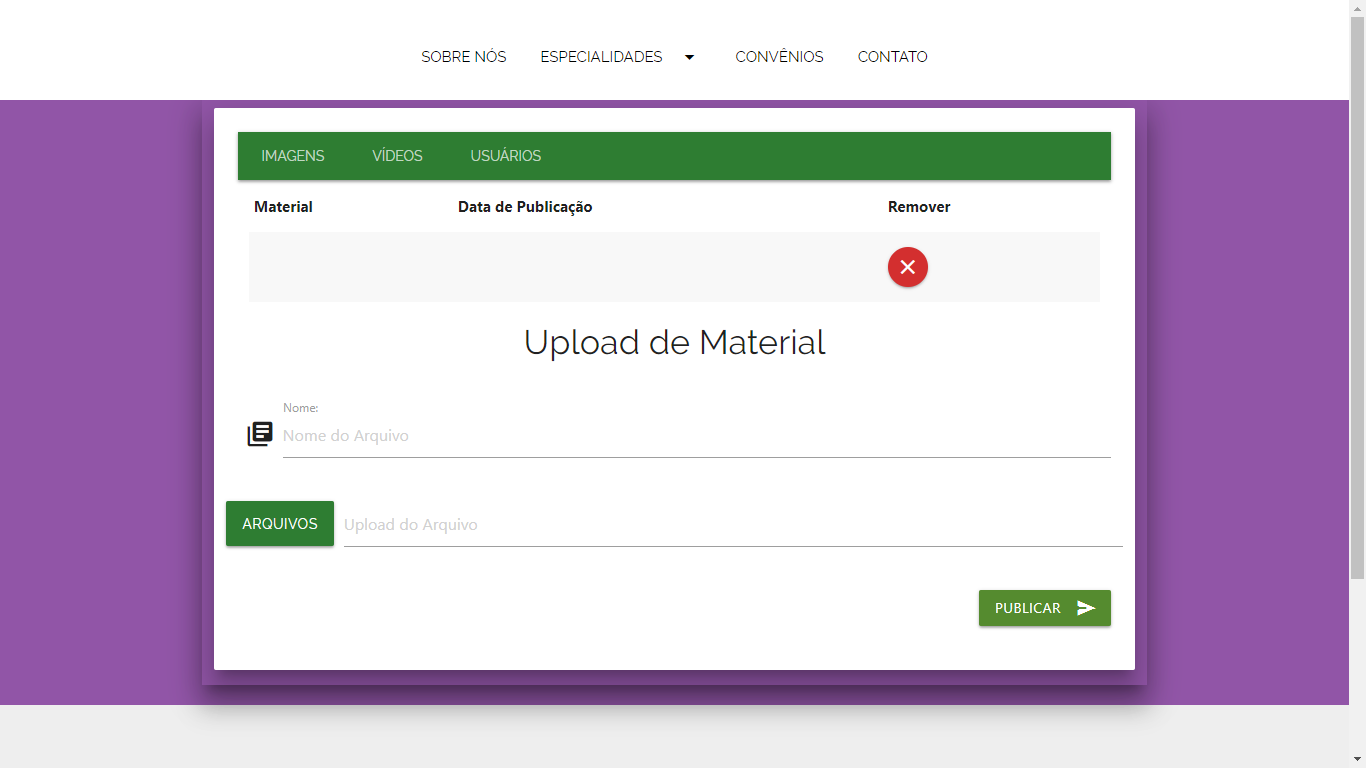 SOBRE NÓS ESPECIALIDADES CONVÊNIOS CONTATO
IMAGENS VÍDEOS USUÁRIOS
Material Data de Publicação Remover
Upload de Material
Nome:
Nome do Arquivo
ARQUIVOS Upload do Arquivo
PUBLICAR